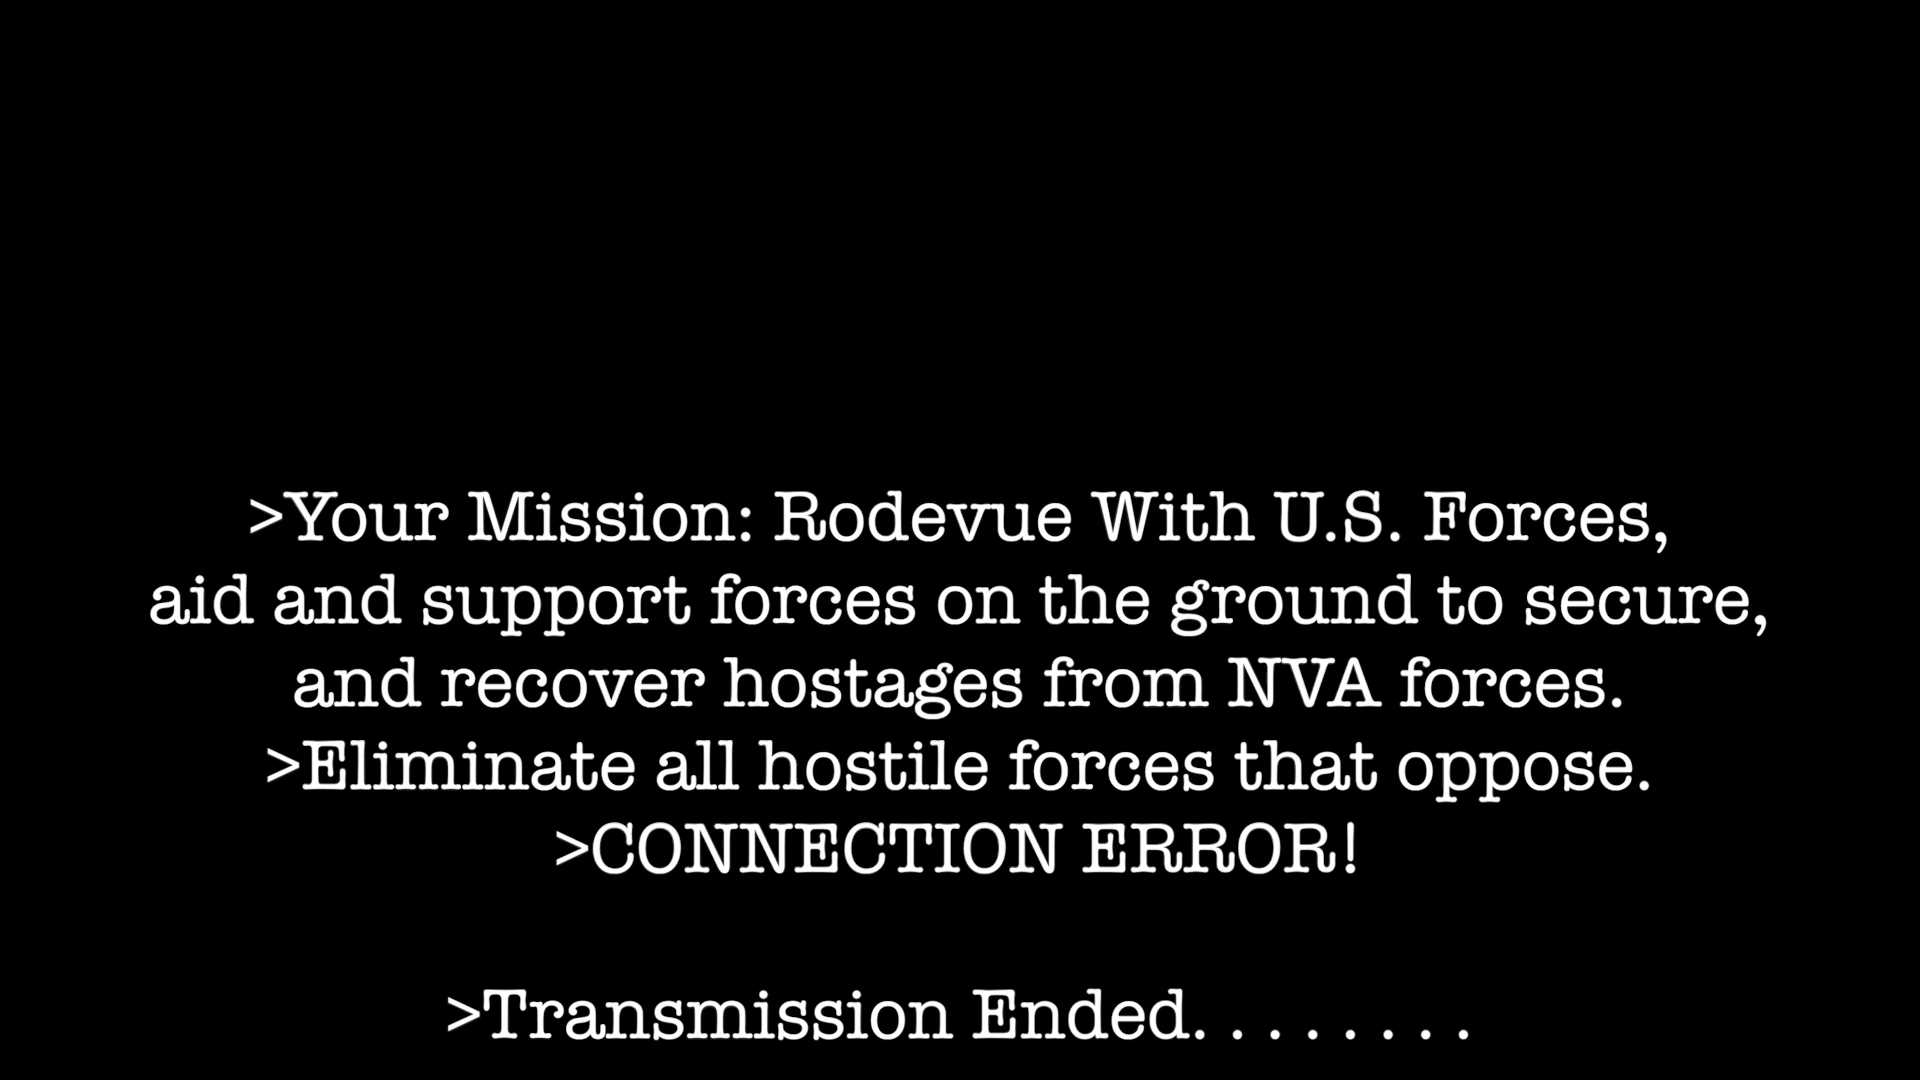 >Your Mission: Rodevue With U.S. Forces,
aid and support forces on the ground to secure,
and recover hostages from NVA forces.
>Eliminate all hostile forces that oppose.
>CONNECTION ERROR!
>Transmission Ended. . . . . . . .